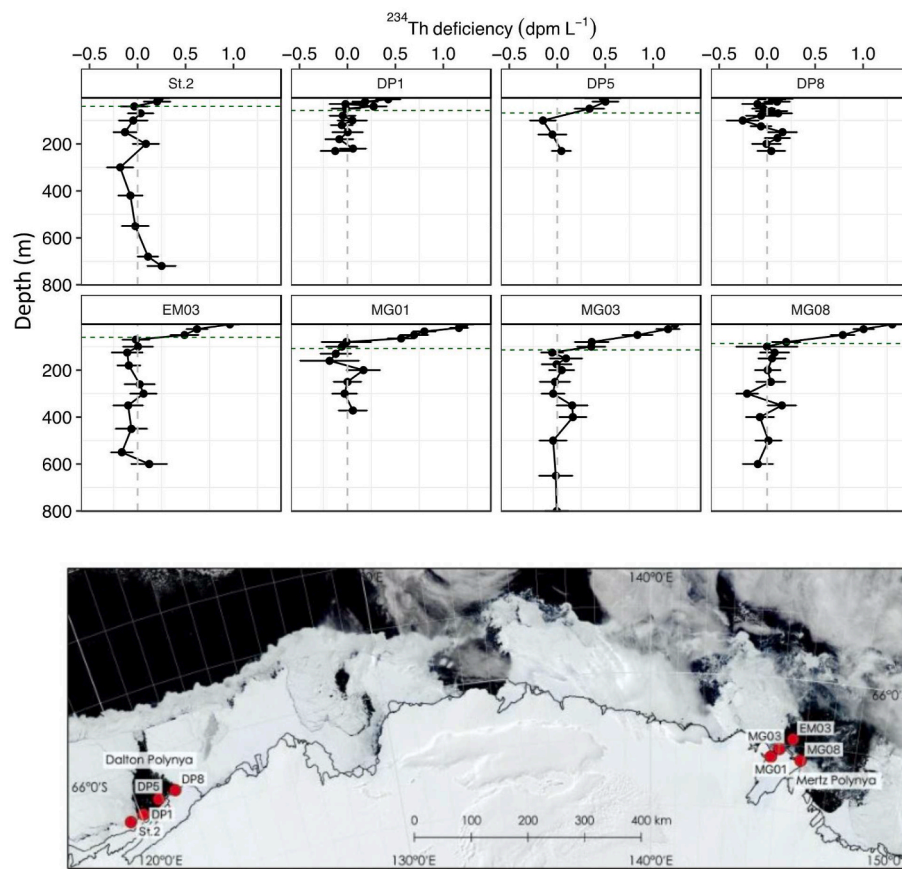 ²³⁴Th deficiency (dpm L⁻¹)
−0.5 0.0 0.5 1.0 −0.5 0.0 0.5 1.0 −0.5 0.0 0.5 1.0 −0.5 0.0 0.5 1.0
St.2 DP1 DP5 DP8
200
400
600
800
EM03 MG01 MG03 MG08
200
400
600
800
Depth (m)
140°0'E
66°0
EM03
MG03
MG08
MG01
Mertz Polynya
Dalton Polynya
DP8
DP5
66°0'S
DP1
St.2
0 100 200 300 400 km
120°0'E 130°0'E 140°0'E